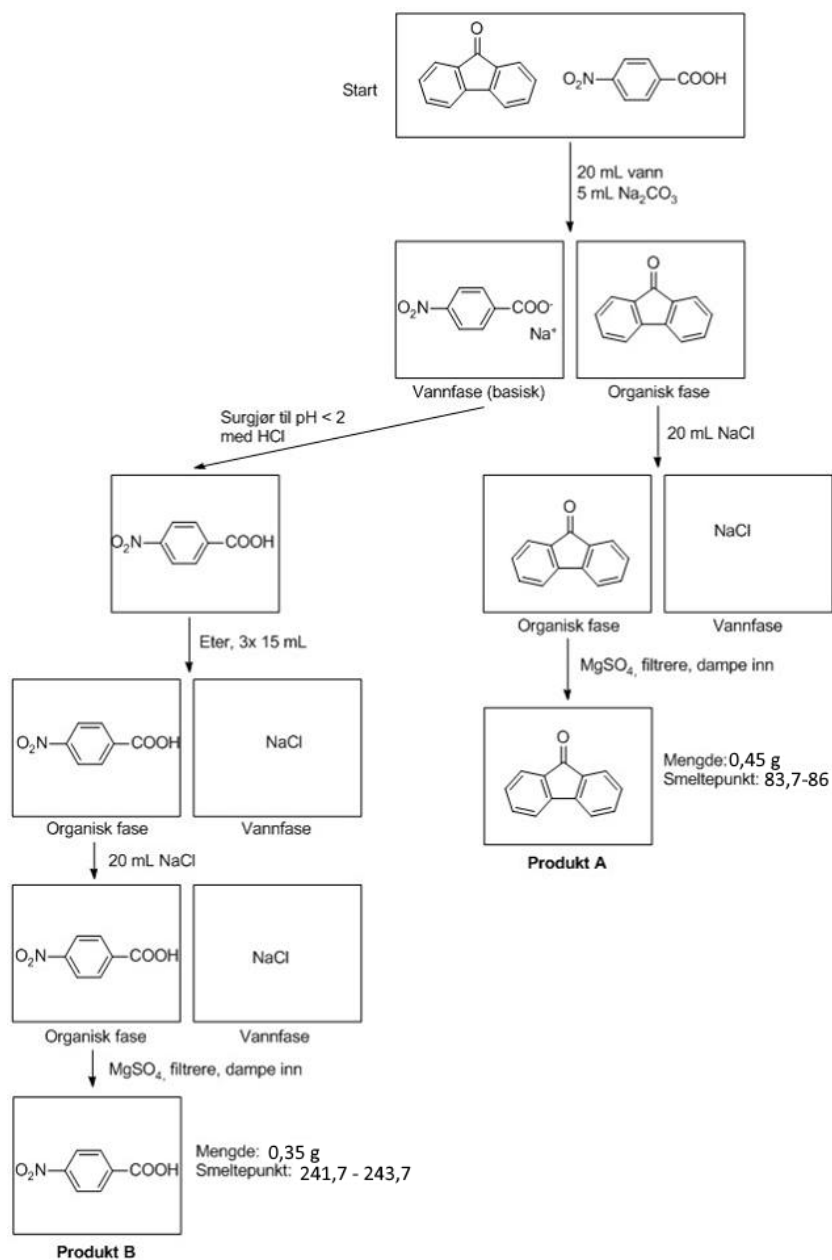 Start
O
O₂N
COOH
20 mL vann
5 mL Na₂CO₃
O₂N
COO⁻
Na⁺
O
Vannfase (basisk)
Organisk fase
Surgjør til pH < 2
med HCl
20 mL NaCl
O₂N
COOH
O
NaCl
Organisk fase
Vannfase
Eter, 3x 15 mL
MgSO₄, filtrere, dampe inn
O₂N
COOH
NaCl
O
Mengde: 0,45 g
Smeltepunkt: 83,7-86
Organisk fase
Vannfase
Produkt A
20 mL NaCl
O₂N
COOH
NaCl
Organisk fase
Vannfase
MgSO₄, filtrere, dampe inn
O₂N
COOH
Mengde: 0,35 g
Smeltepunkt: 241,7 - 243,7
Produkt B